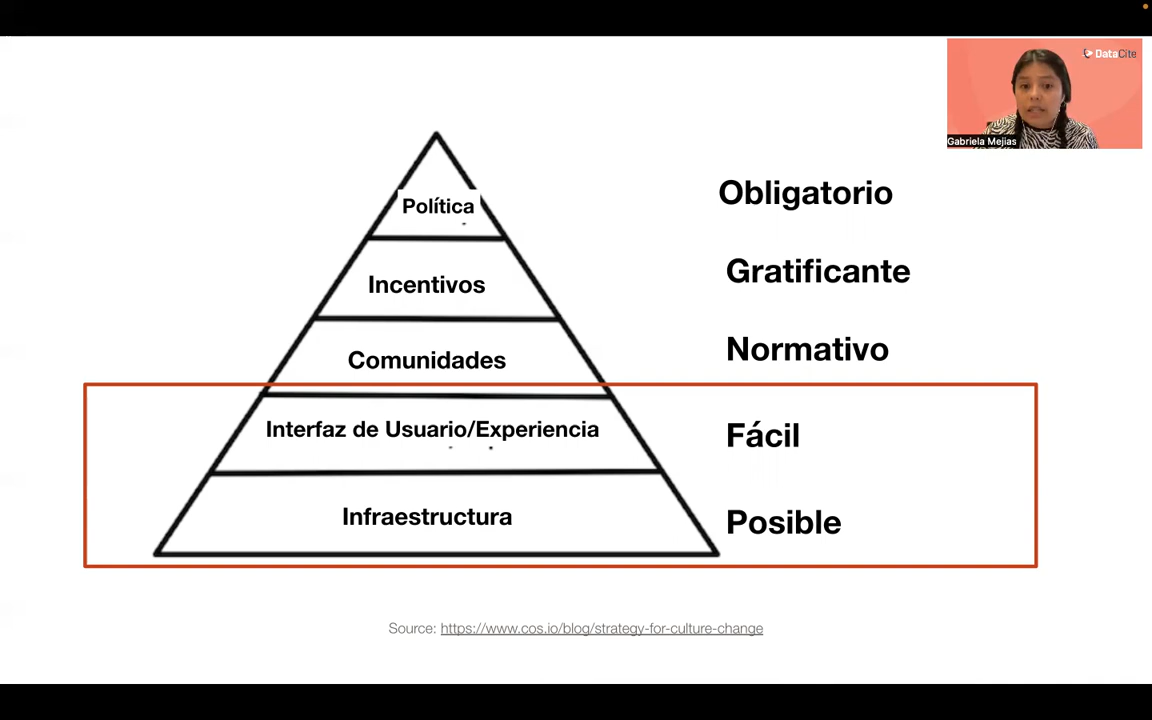 DataCite
Gabriela Mejias
Política
Obligatorio
Incentivos
Gratificante
Comunidades
Normativo
Interfaz de Usuario/Experiencia
Fácil
Infraestructura
Posible
Source: https://www.cos.io/blog/strategy-for-culture-change